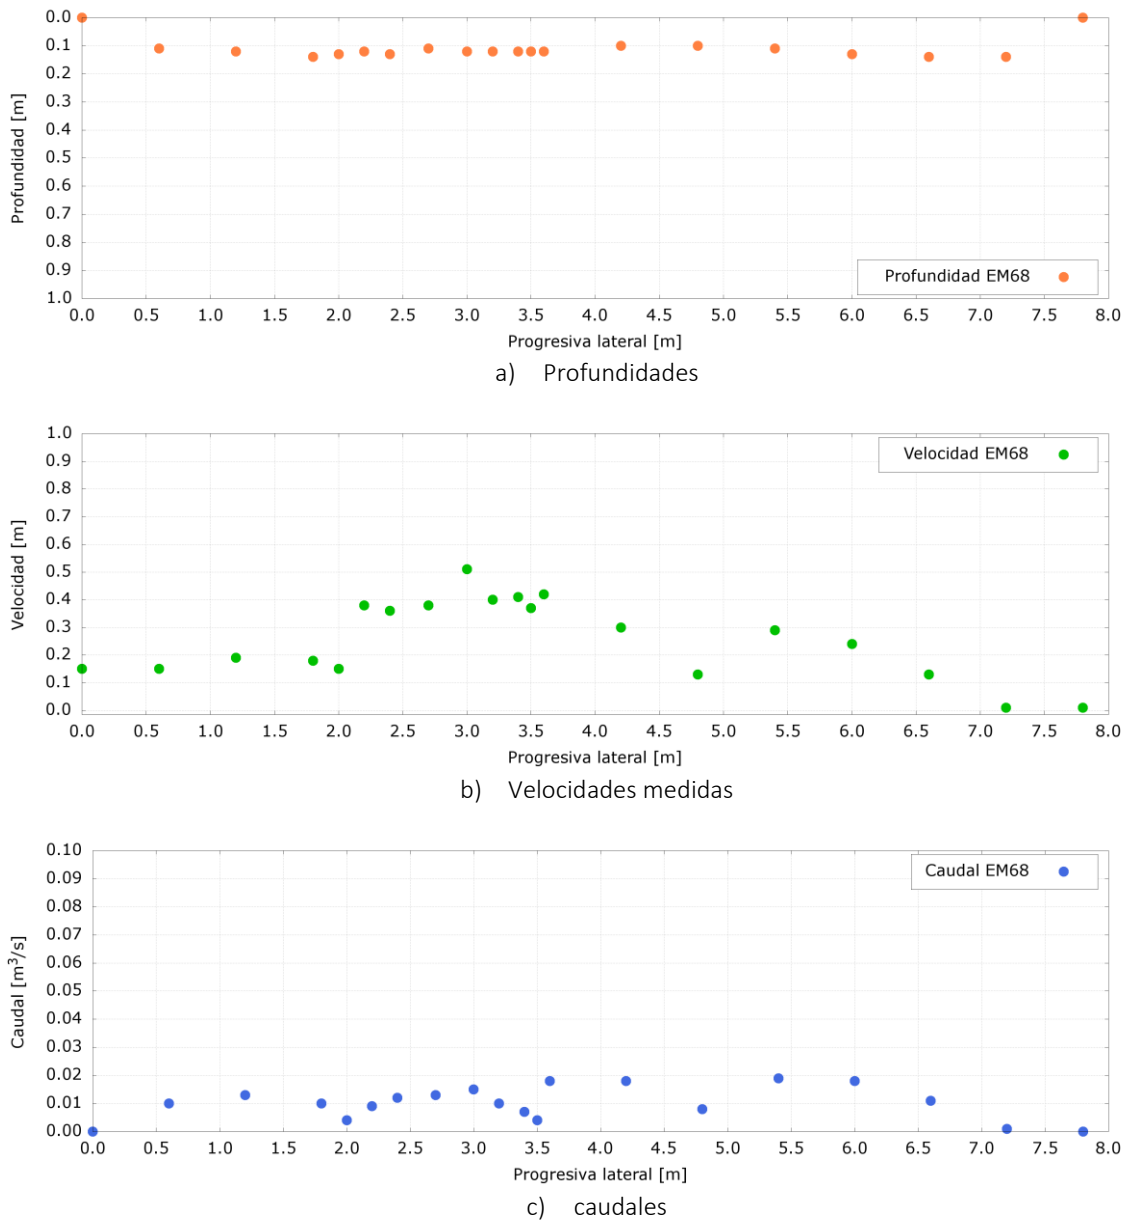 0.0
0.1
0.2
0.3
0.4
0.5
0.6
0.7
0.8
0.9
1.0
Profundidad [m]
Profundidad EM68
0.0 0.5 1.0 1.5 2.0 2.5 3.0 3.5 4.0 4.5 5.0 5.5 6.0 6.5 7.0 7.5 8.0
Progresiva lateral [m]
a) Profundidades
1.0
0.9
0.8
0.7
0.6
0.5
0.4
0.3
0.2
0.1
0.0
Velocidad [m]
Velocidad EM68
0.0 0.5 1.0 1.5 2.0 2.5 3.0 3.5 4.0 4.5 5.0 5.5 6.0 6.5 7.0 7.5 8.0
Progresiva lateral [m]
b) Velocidades medidas
0.10
0.09
0.08
0.07
0.06
0.05
0.04
0.03
0.02
0.01
0.00
Caudal [m³/s]
Caudal EM68
0.0 0.5 1.0 1.5 2.0 2.5 3.0 3.5 4.0 4.5 5.0 5.5 6.0 6.5 7.0 7.5 8.0
Progresiva lateral [m]
c) caudales